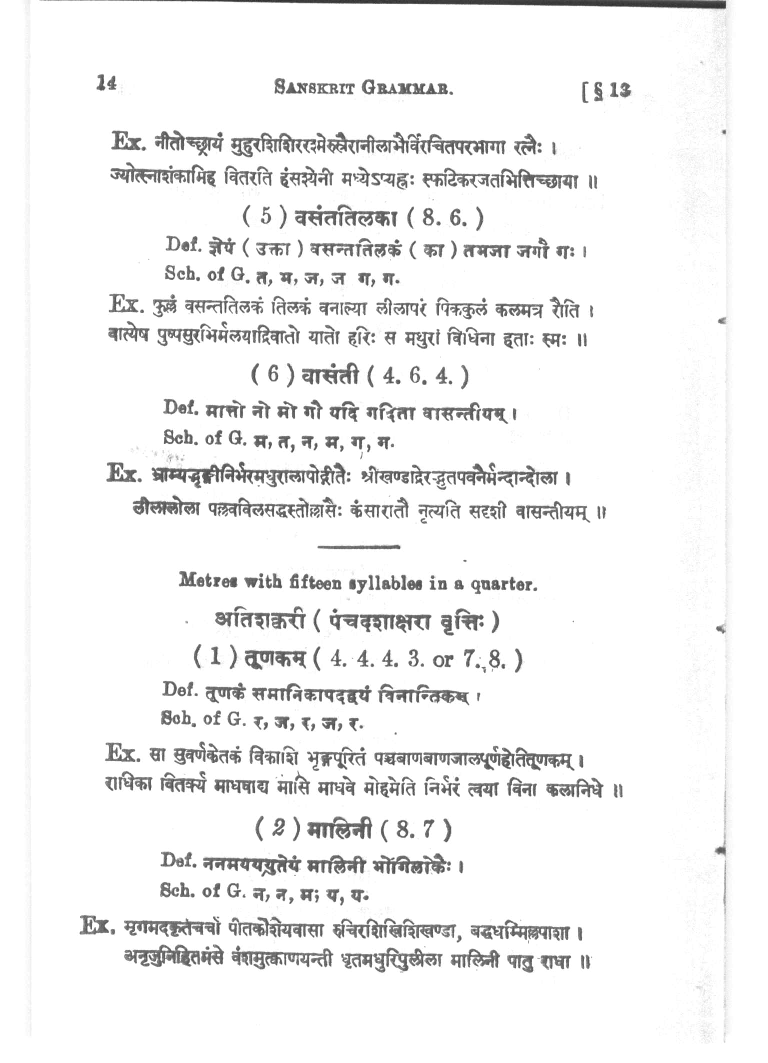 14 SANSKRIT GRAMMAR. [ § 13
Ex. नीतोच्छ्रायं मुहुरशिशिररश्मेरुस्रैरानीलाभैर्विरचितपरभागा रत्नैः ।
ज्योत्स्नाशंकामिह वितरति हंसश्येनी मध्येऽप्यह्नः स्फटिकरजतभित्तिच्छाया ॥
( 5 ) वसंततिलका ( 8. 6. )
Def. ज्ञेयं ( उक्ता ) वसन्ततिलकं ( का ) तभजा जगौ गः ।
Sch. of G. त, भ, ज, ज ग, ग.
Ex. फुल्लं वसन्ततिलकं तिलकं वनाल्या लीलापरं पिककुलं कलमत्र रौति ।
वात्येष पुष्पसुरभिर्मलयाद्रिवातो यातो हरिः स मथुरां विधिना हताः स्मः ॥
( 6 ) वासंती ( 4. 6. 4. )
Def. मात्तो नो मो गौ यदि गदिता वासन्तीयम् ।
Sch. of G. म, त, न, म, ग, ग.
Ex. भ्राम्यद्भृङ्गीनिर्भरमधुरालापोद्गीतैः श्रीखण्डाद्रेरद्भुतपवनैर्मन्दान्दोला ।
लीलालोला पल्लवविलसद्धस्तोल्लासैः कंसारातौ नृत्यति सदृशी वासन्तीयम् ॥
Metres with fifteen syllables in a quarter.
अतिशक्वरी ( पंचदशाक्षरा वृत्तिः )
( 1 ) तूणकम् ( 4. 4. 4. 3. or 7. 8. )
Def. तूणकं समानिकापदद्वयं विनान्तिकम् ।
Sch. of G. र, ज, र, ज, र.
Ex. सा सुवर्णकेतकं विकाशि भृङ्गपूरितं पञ्चबाणबाणजालपूर्णहेतितूणकम् ।
राधिका वितर्क्य माधवाद्य मासि माधवे मोहमेति निर्भरं त्वया विना कलानिधे ॥
( 2 ) मालिनी ( 8. 7 )
Def. ननमयययुतेयं मालिनी भोगिलोकैः ।
Sch. of G. न, न, म; य, य.
Ex. मृगमदकृतचर्चा पीतकौशेयवासा रुचिरशिखिशिखण्डा, बद्धधम्मिल्लपाशा ।
अनृजुनिहितमंसे वंशमुत्काणयन्ती धृतमधुरिपुलीला मालिनी पातु राधा ॥